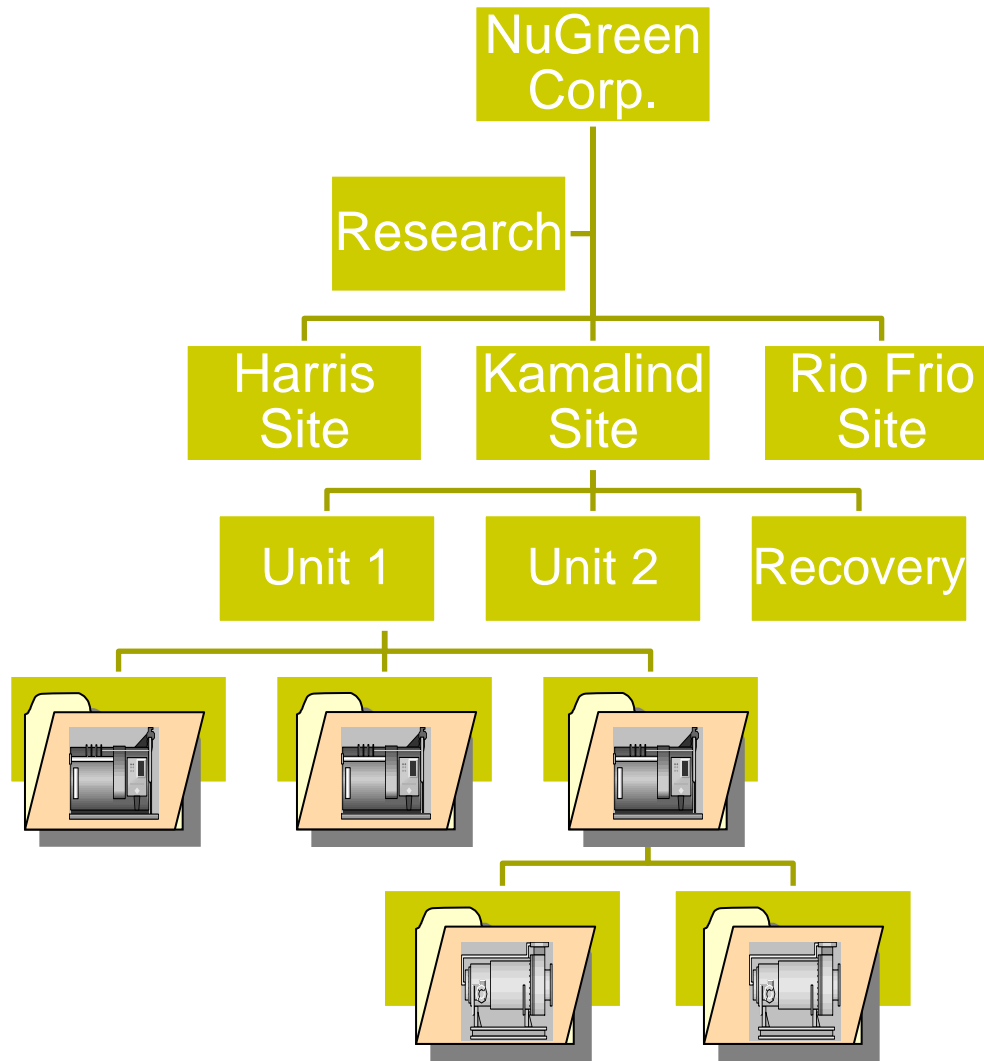 NuGreen
Corp.
Research
Harris
Site
Kamalind
Site
Rio Frio
Site
Unit 1
Unit 2
Recovery